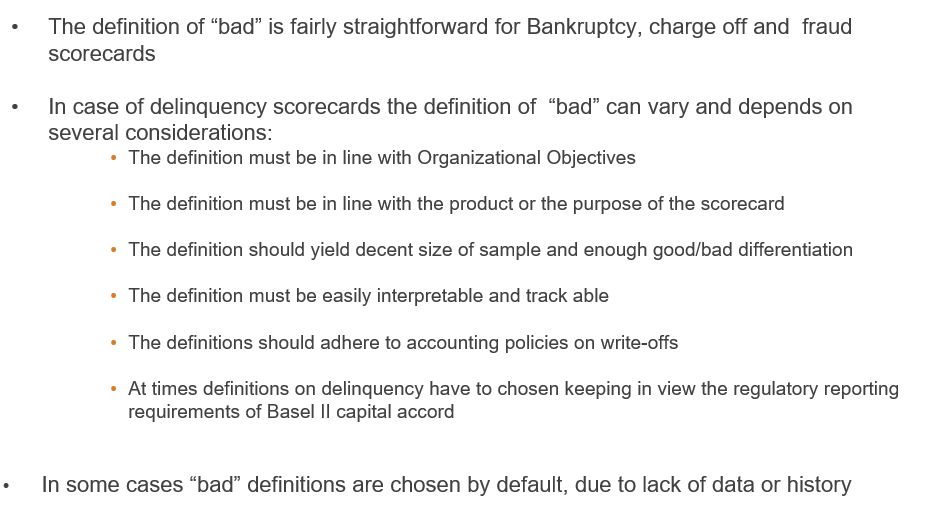 • The definition of “bad” is fairly straightforward for Bankruptcy, charge off and  fraud
scorecards
• In case of delinquency scorecards the definition of  “bad” can vary and depends on
several considerations:
• The definition must be in line with Organizational Objectives
• The definition must be in line with the product or the purpose of the scorecard
• The definition should yield decent size of sample and enough good/bad differentiation
• The definition must be easily interpretable and track able
• The definitions should adhere to accounting policies on write-offs
• At times definitions on delinquency have to chosen keeping in view the regulatory reporting
requirements of Basel II capital accord
• In some cases “bad” definitions are chosen by default, due to lack of data or history